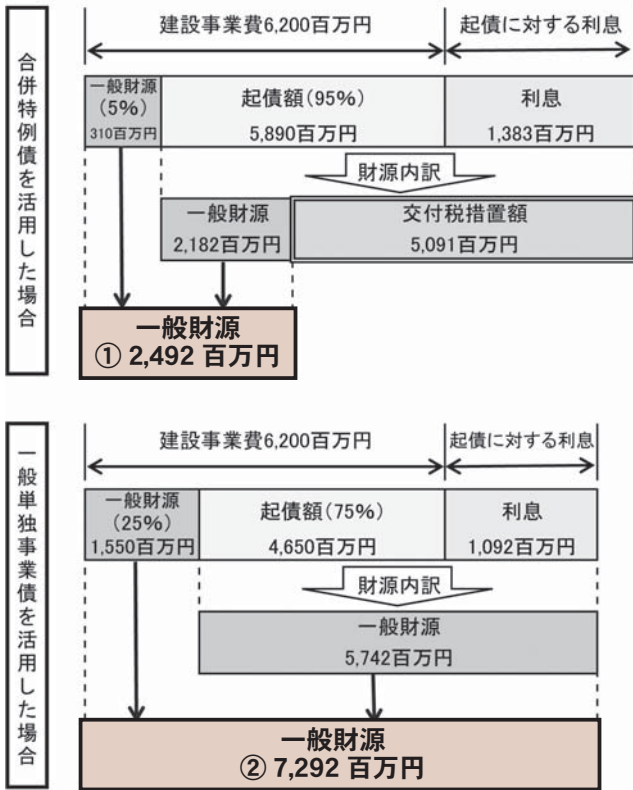 合併特例債を活用した場合
建設事業費6,200百万円
起債に対する利息
一般財源
(5%)
310百万円
起債額(95%)
5,890百万円
利息
1,383百万円
財源内訳
一般財源
2,182百万円
交付税措置額
5,091百万円
一般財源
① 2,492 百万円
一般単独事業債を活用した場合
建設事業費6,200百万円
起債に対する利息
一般財源
(25%)
1,550百万円
起債額(75%)
4,650百万円
利息
1,092百万円
財源内訳
一般財源
5,742百万円
一般財源
② 7,292 百万円